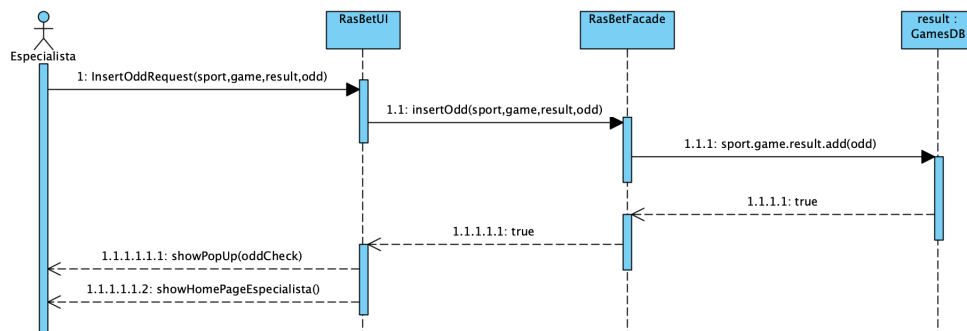 RasBetUI
RasBetFacade
result :
GamesDB
Especialista
1: InsertOddRequest(sport,game,result,odd)
1.1: insertOdd(sport,game,result,odd)
1.1.1: sport.game.result.add(odd)
1.1.1.1: true
1.1.1.1.1: true
1.1.1.1.1.1: showPopUp(oddCheck)
1.1.1.1.1.2: showHomePageEspecialista()